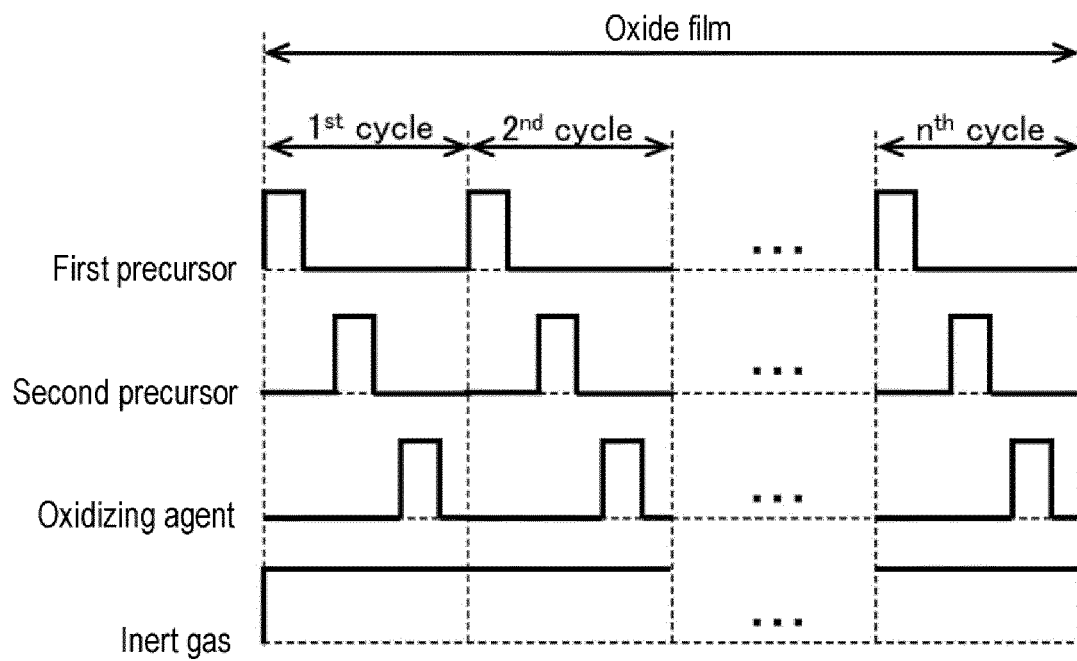 Oxide film
1st cycle
2nd cycle
nth cycle
...
First precursor
...
Second precursor
...
Oxidizing agent
...
Inert gas